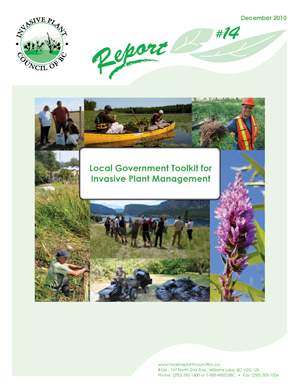 December 2010
INVASIVE PLANT
COUNCIL OF BC
Report #14
Local Government Toolkit for
Invasive Plant Management
www.invasiveplantcouncilbc.ca
#104 - 197 North 2nd Ave, Williams Lake, BC V2G 1Z5
Phone: (250) 392-1400 or 1-888-WEEDSBC • Fax: (250) 305-1004